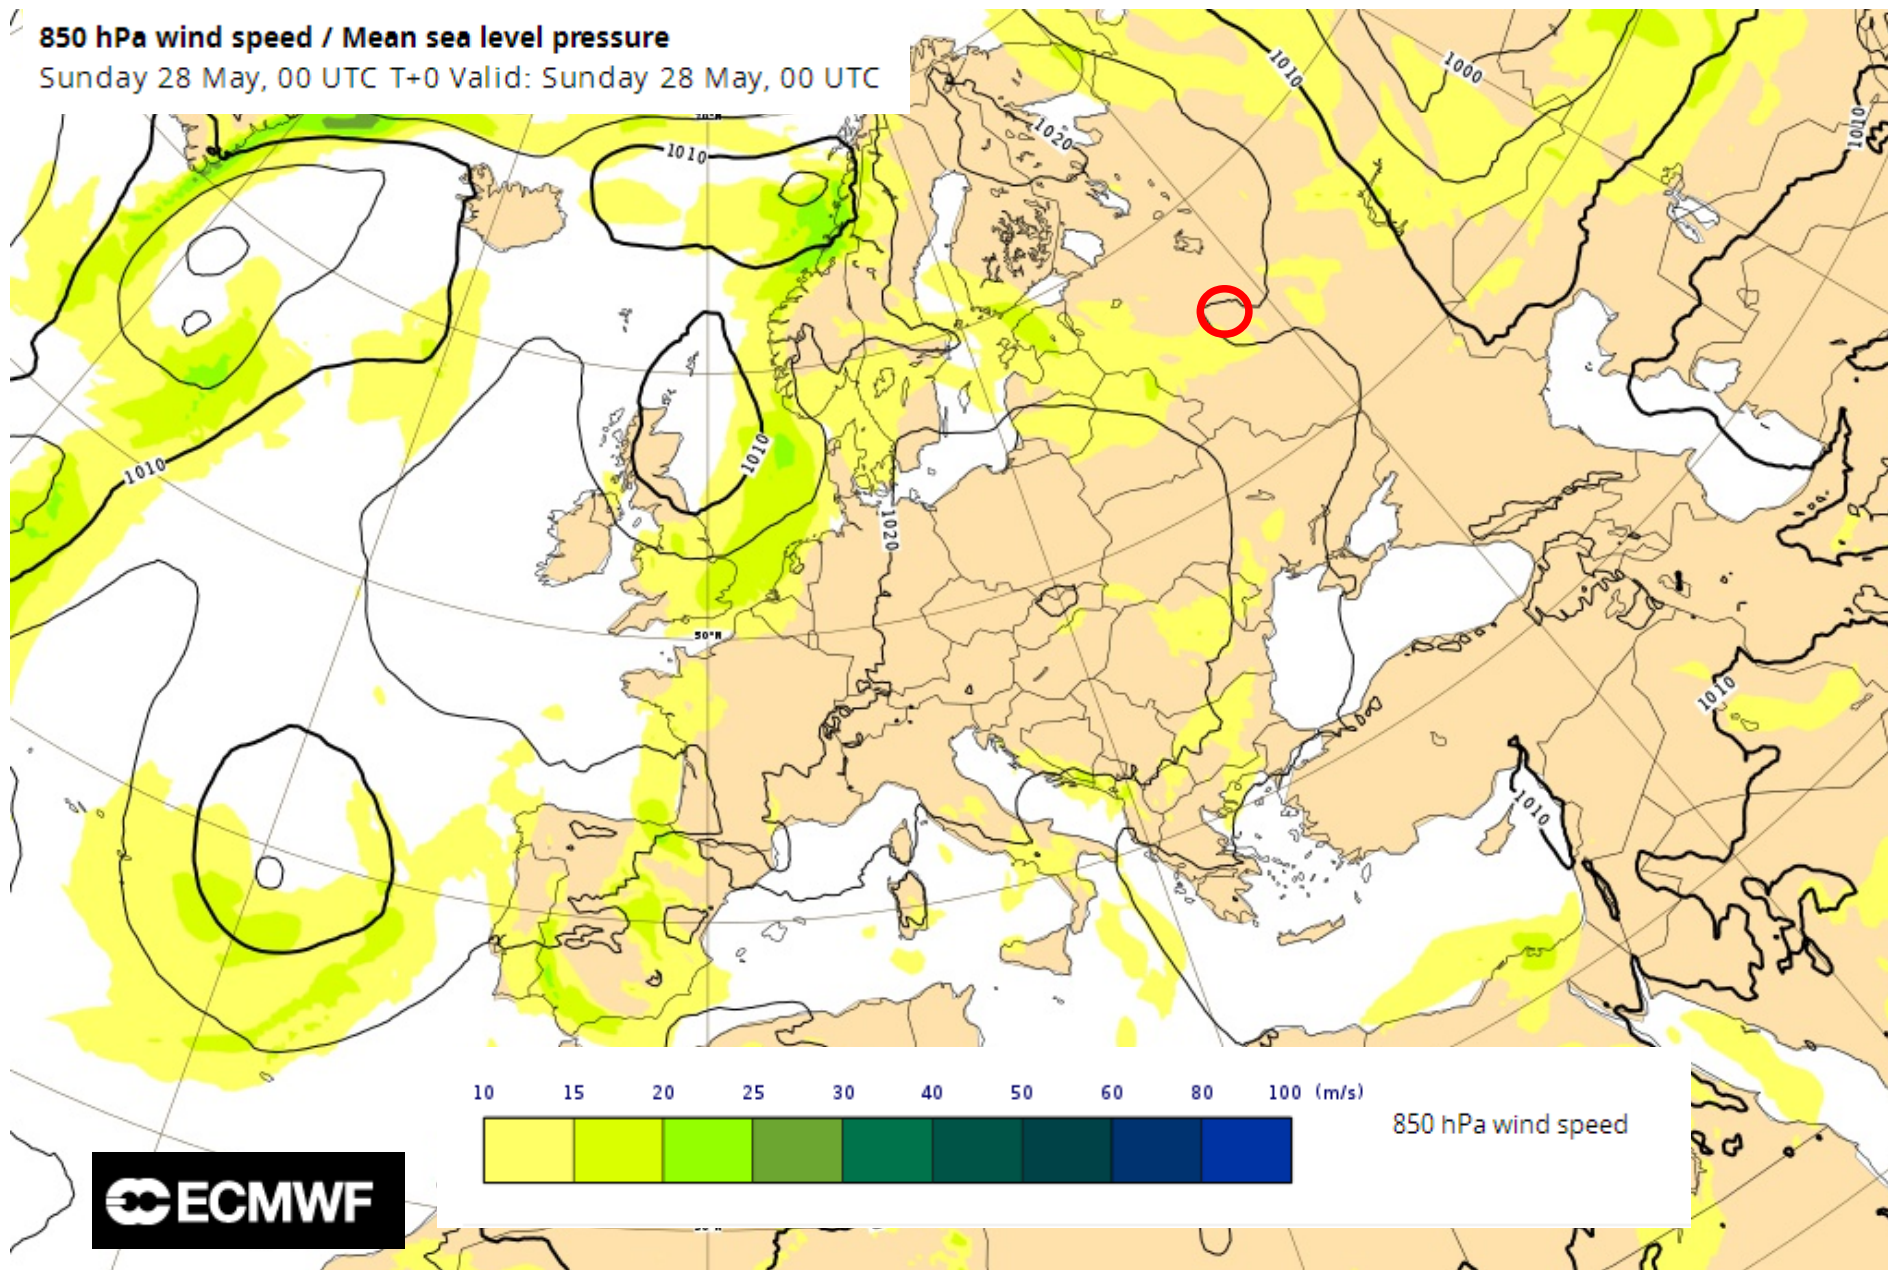 850 hPa wind speed / Mean sea level pressure
Sunday 28 May, 00 UTC T+0 Valid: Sunday 28 May, 00 UTC
1010
1000
1010
1020
1010
1010
1010
1020
50°N
1010
1010
10 15 20 25 30 40 50 60 80 100 (m/s)
850 hPa wind speed
ECMWF